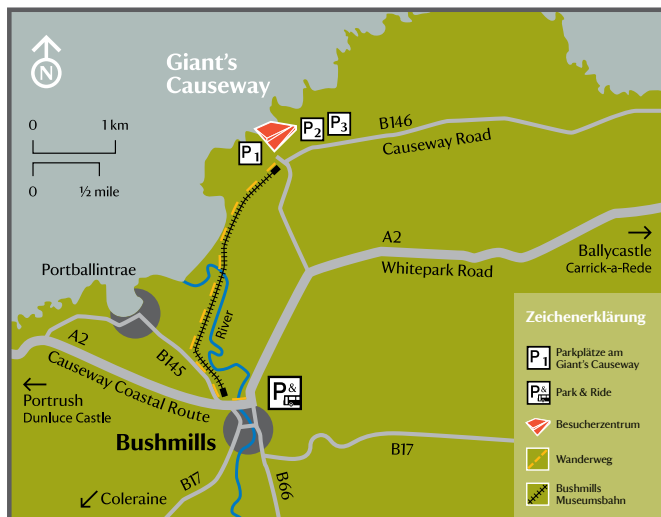 Giant's
Causeway
N
0 1 km
0 ½ mile
P1
P2
P3
B146
Causeway Road
A2
Whitepark Road
Ballycastle
Carrick-a-Rede
Portballintrae
River
A2
B145
Causeway Coastal Route
Portrush
Dunluce Castle
P&
Bushmills
B17
B17
B66
Coleraine
Zeichenerklärung
P1 Parkplätze am
Giant's Causeway
P& Park & Ride
Besucherzentrum
Wanderweg
Bushmills
Museumsbahn